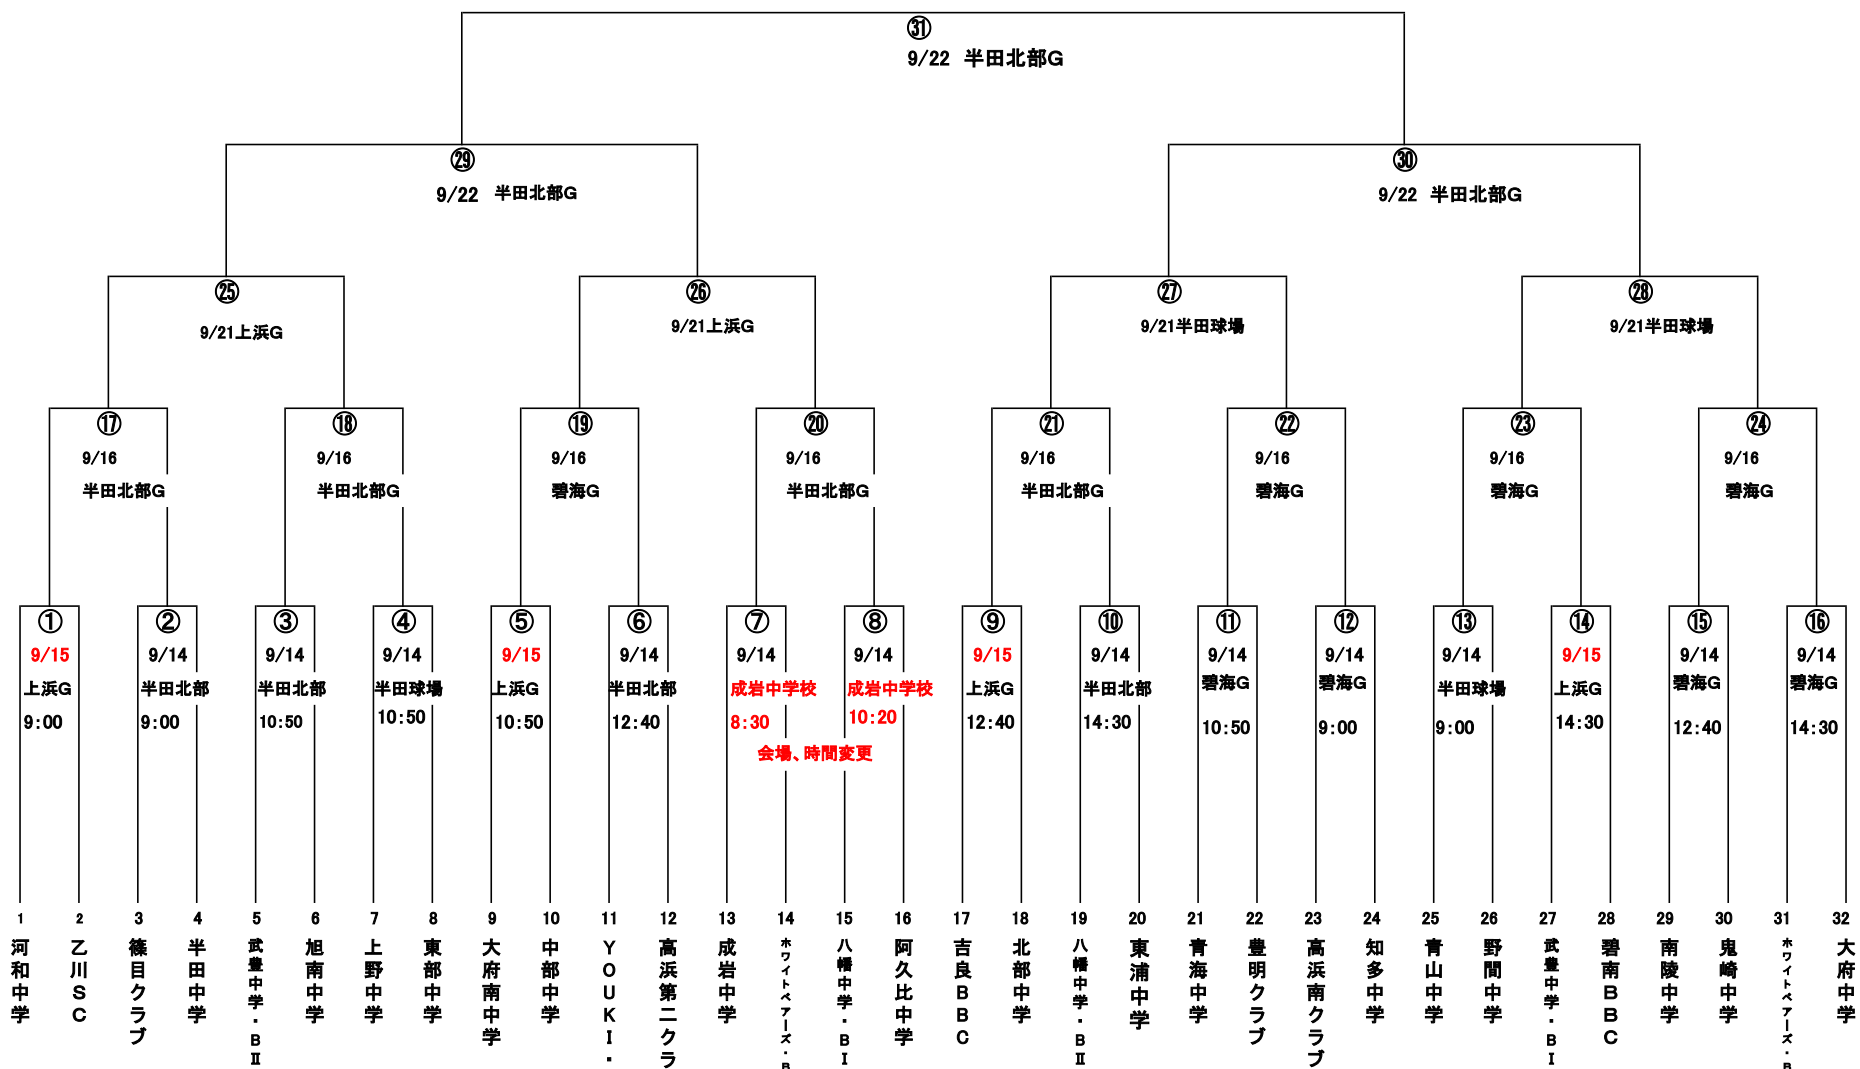 ㉛
9/22 半田北部G
㉙
9/22 半田北部G
㉚
9/22 半田北部G
㉕
9/21上浜G
㉖
9/21上浜G
㉗
9/21半田球場
㉘
9/21半田球場
⑰
9/16
半田北部G
⑱
9/16
半田北部G
⑲
9/16
碧海G
⑳
9/16
半田北部G
㉑
9/16
半田北部G
㉒
9/16
碧海G
㉓
9/16
碧海G
㉔
9/16
碧海G
①
9/15
上浜G
9:00
②
9/14
半田北部
9:00
③
9/14
半田北部
10:50
④
9/14
半田球場
10:50
⑤
9/15
上浜G
10:50
⑥
9/14
半田北部
12:40
⑦
9/14
成岩中学校
8:30
⑧
9/14
成岩中学校
10:20
会場、時間変更
⑨
9/15
上浜G
12:40
⑩
9/14
半田北部
14:30
⑪
9/14
碧海G
10:50
⑫
9/14
碧海G
9:00
⑬
9/14
半田球場
9:00
⑭
9/15
上浜G
14:30
⑮
9/14
碧海G
12:40
⑯
9/14
碧海G
14:30
1
河和中学
2
乙川SC
3
篠目クラブ
4
半田中学
5
武豊中学・BⅡ
6
旭南中学
7
上野中学
8
東部中学
9
大府南中学
10
中部中学
11
YOUKI・
12
高浜第二クラ
13
成岩中学
14
ホワイトベアーズ・B
15
八幡中学・BⅠ
16
阿久比中学
17
吉良BBC
18
北部中学
19
八幡中学・BⅡ
20
東浦中学
21
青海中学
22
豊明クラブ
23
高浜南クラブ
24
知多中学
25
青山中学
26
野間中学
27
武豊中学・BⅠ
28
碧南BBC
29
南陵中学
30
鬼崎中学
31
ホワイトベアーズ・B
32
大府中学